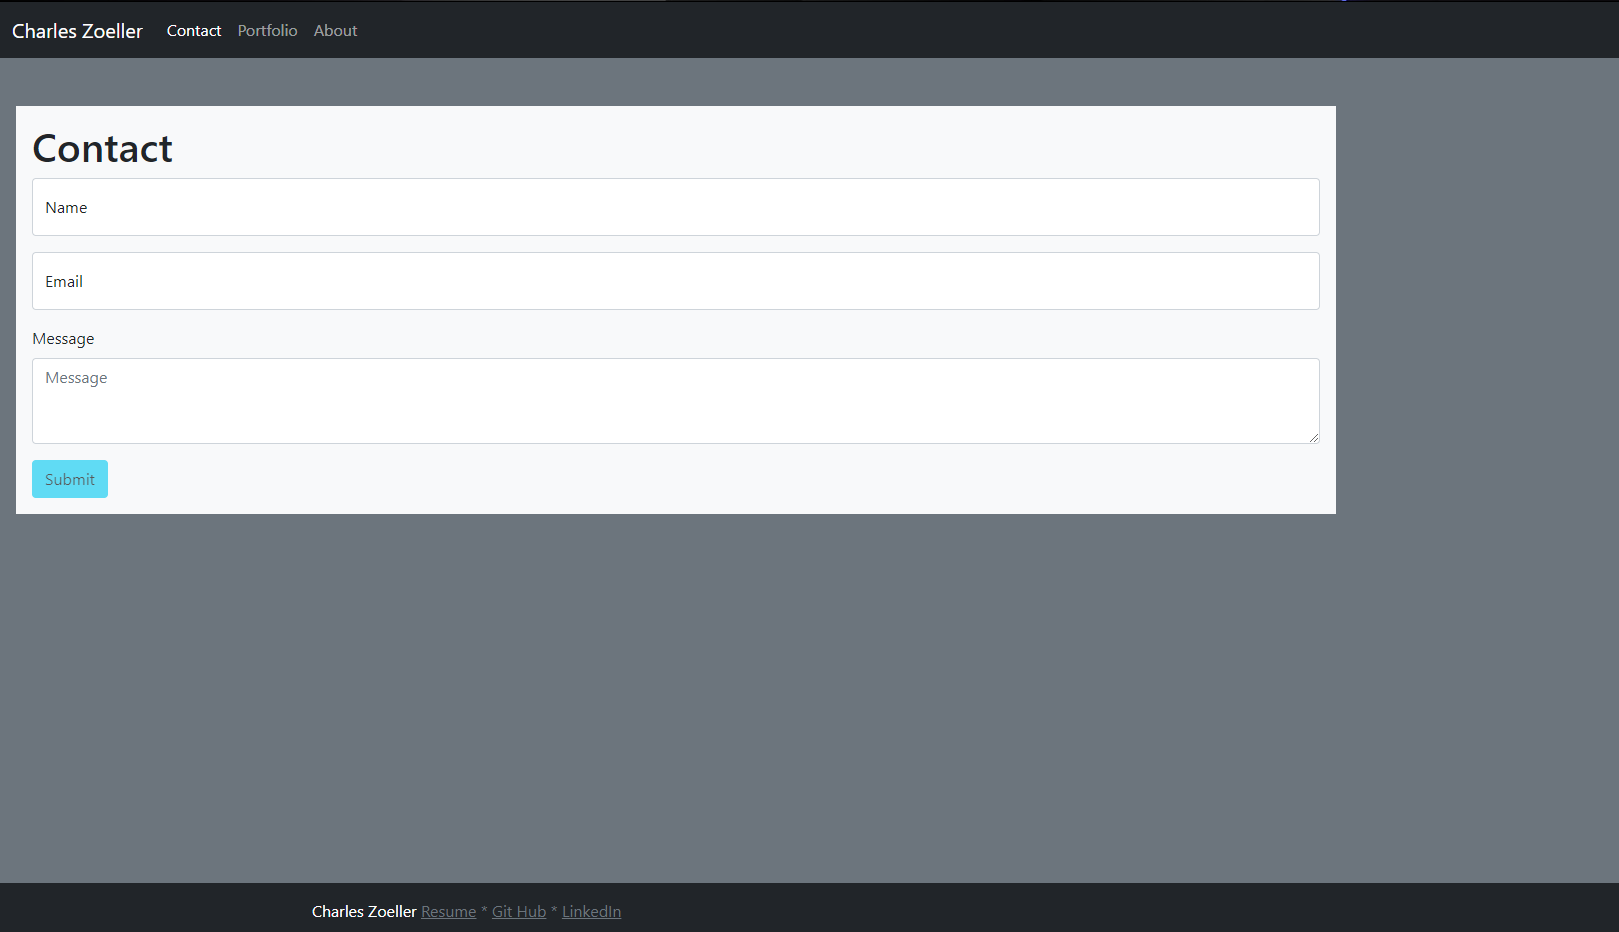 Charles Zoeller Contact Portfolio About
Contact
Name
Email
Message
Message
Submit
Charles Zoeller Resume * Git Hub * LinkedIn